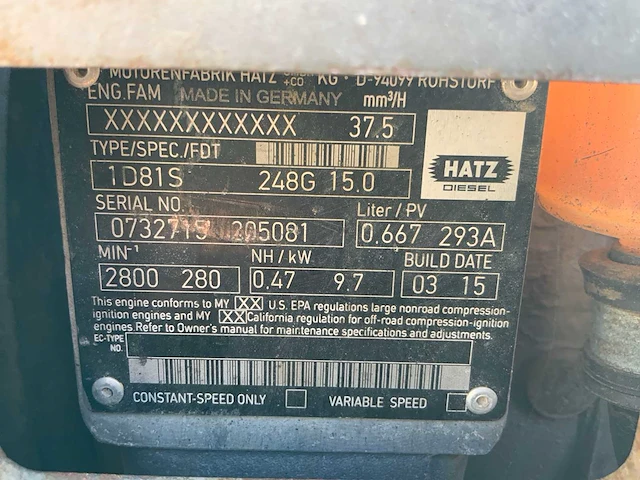 MOTORENFABRIK HATZ GMBH +CO KG · D-94099 RUHSTORF
ENG.FAM MADE IN GERMANY mm³/H
XXXXXXXXXXXX 37.5
TYPE/SPEC./FDT
HATZ
DIESEL
1D81S 248G 15.0
SERIAL NO. Liter / PV
205081 0.667 293A
MIN⁻¹ NH / kW BUILD DATE
2800 280 0.47 9.7 03 15
This engine conforms to MY XX U.S. EPA regulations large nonroad compression-
ignition engines and MY XX California regulation for off-road compression-ignition
engines. Refer to Owner's manual for maintenance specifications and adjustments.
EC-TYPE
NO.
CONSTANT-SPEED ONLY VARIABLE SPEED